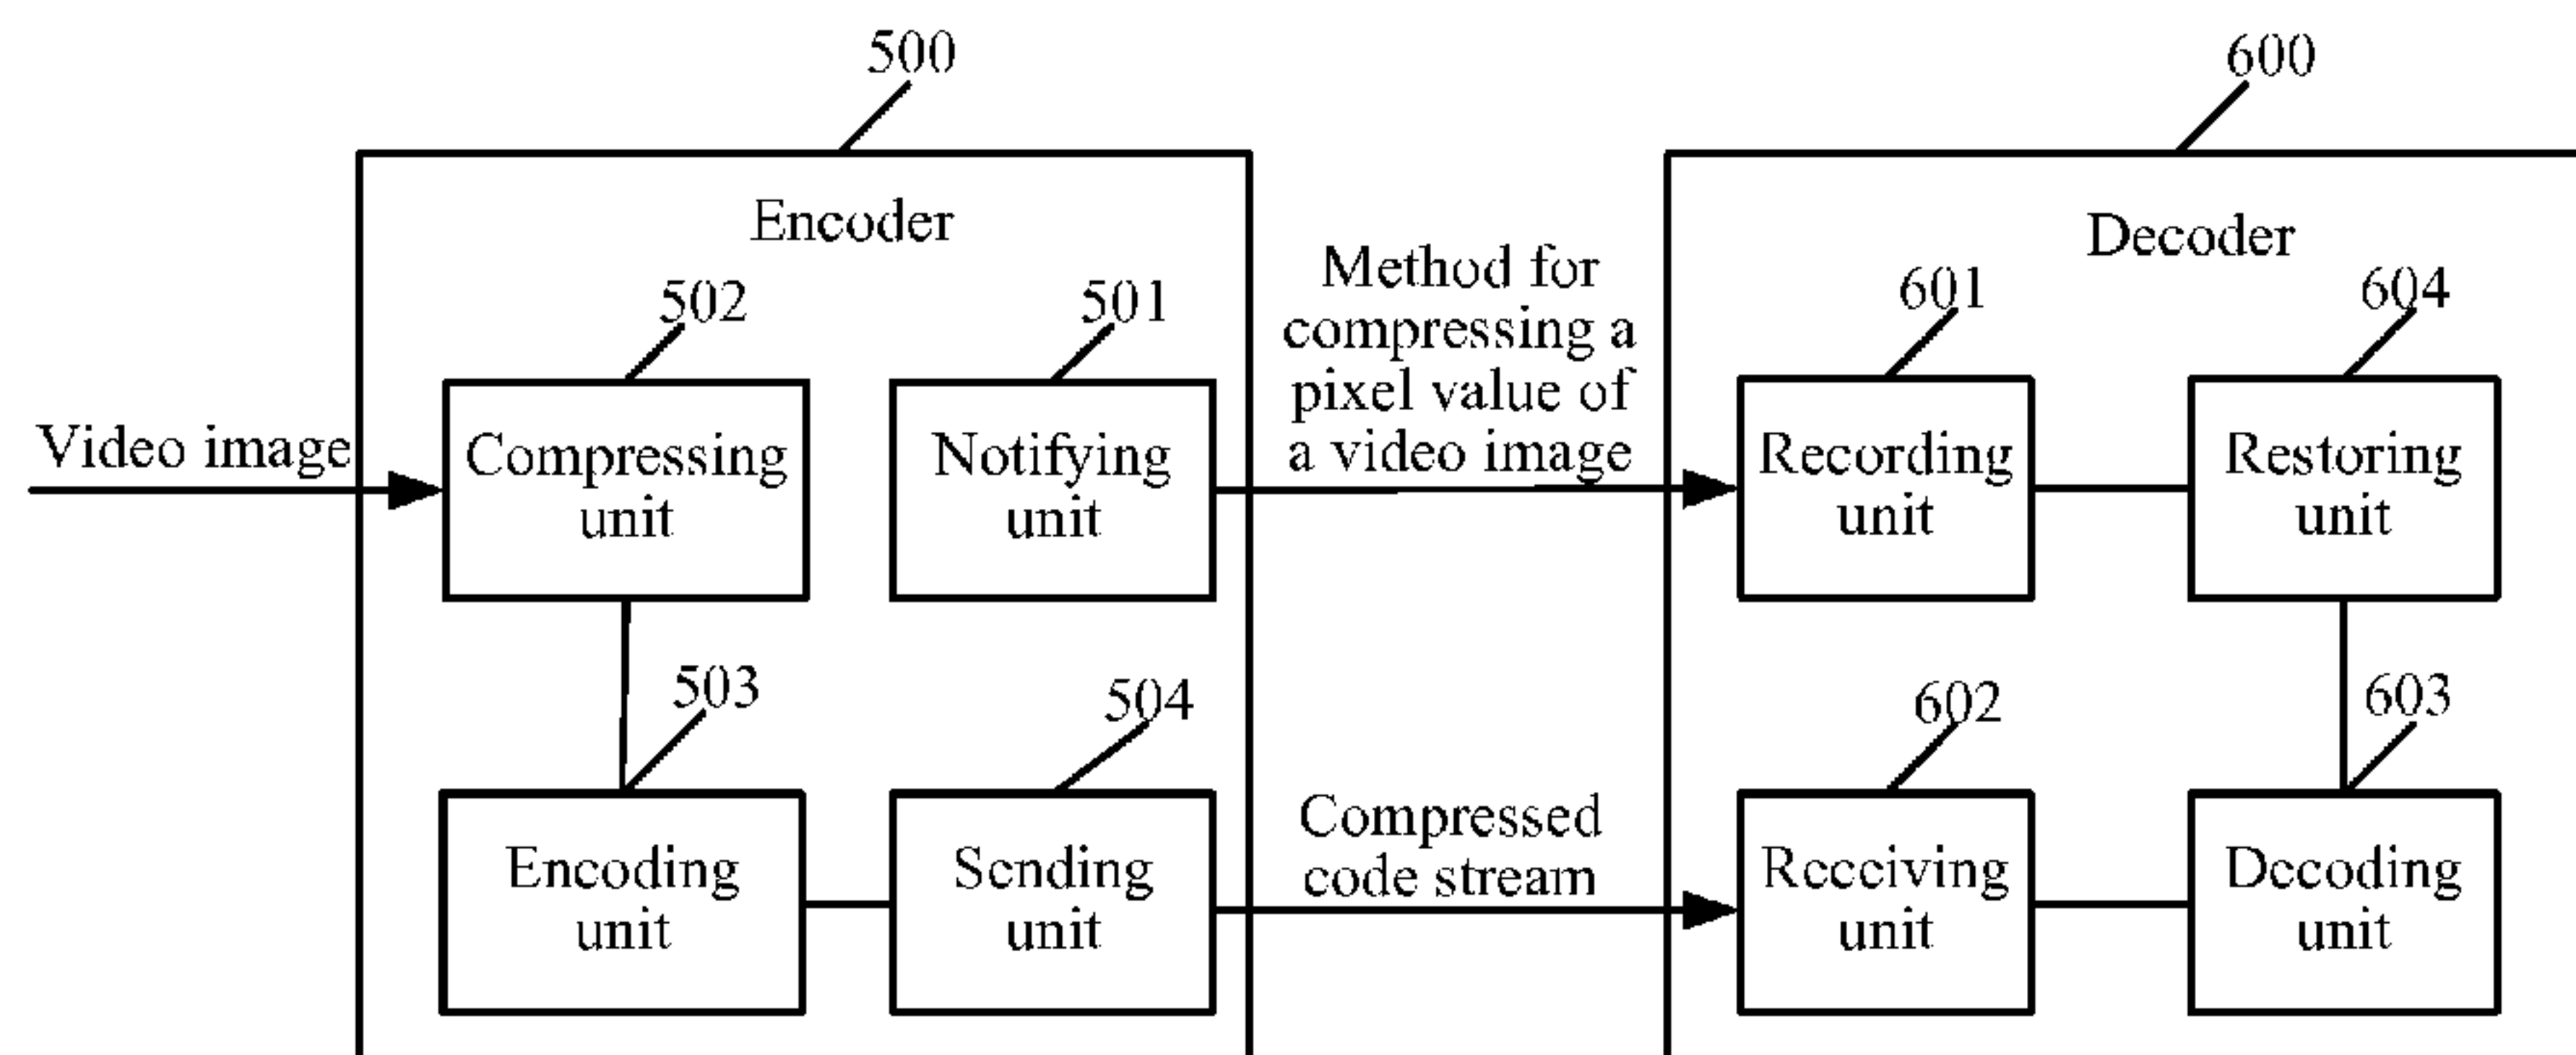 500
600
Encoder
Decoder
502
501
Method for
compressing a
pixel value of
a video image
601
604
Video image
Compressing
unit
Notifying
unit
Recording
unit
Restoring
unit
503
504
Compressed
code stream
602
603
Encoding
unit
Sending
unit
Receiving
unit
Decoding
unit